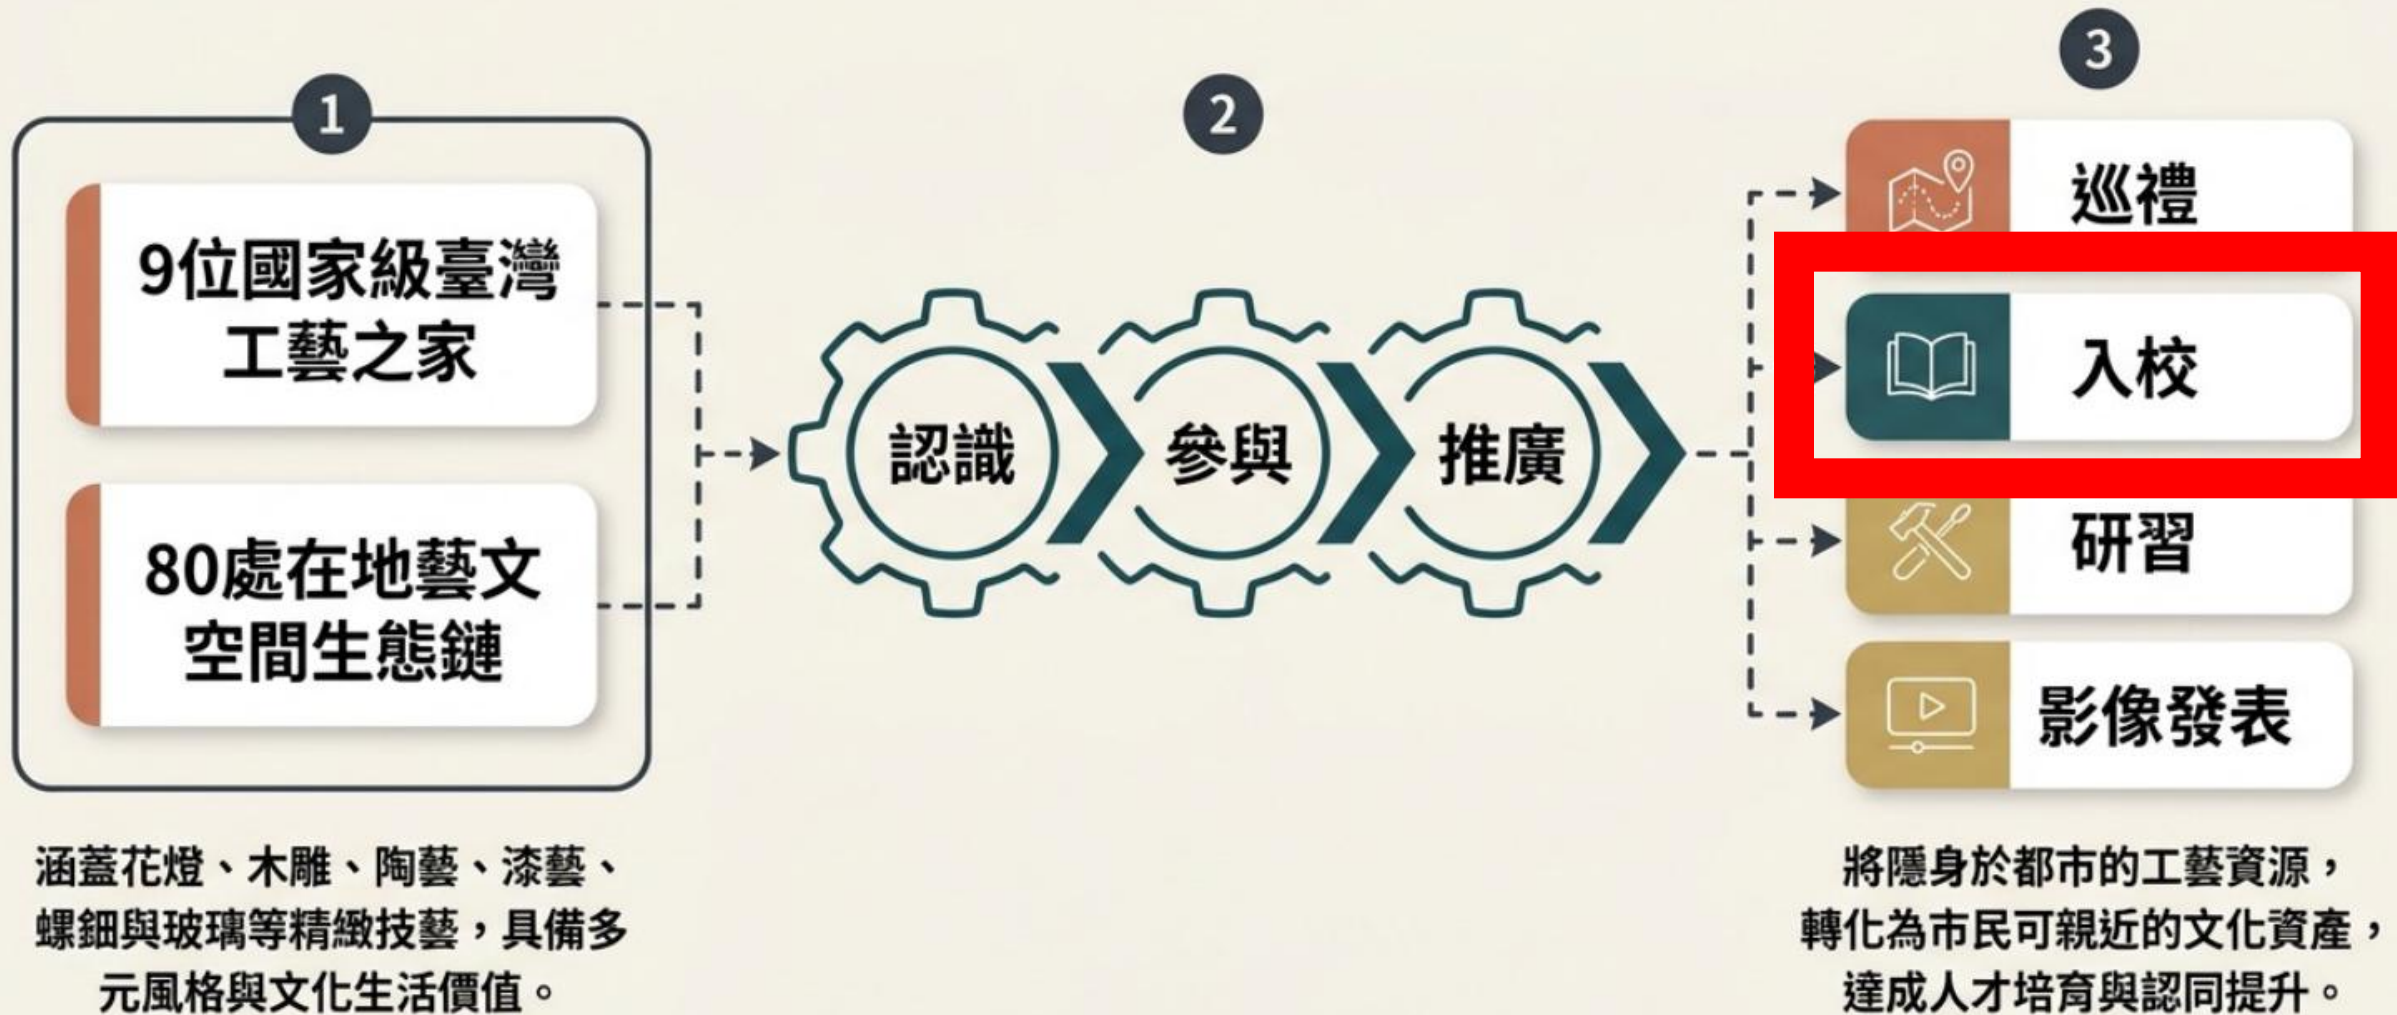 1
9位國家級臺灣
工藝之家
80處在地藝文
空間生態鏈
涵蓋花燈、木雕、陶藝、漆藝、
螺鈿與玻璃等精緻技藝，具備多
元風格與文化生活價值。
2
認識
參與
推廣
3
巡禮
入校
研習
影像發表
將隱身於都市的工藝資源，
轉化為市民可親近的文化資產，
達成人才培育與認同提升。